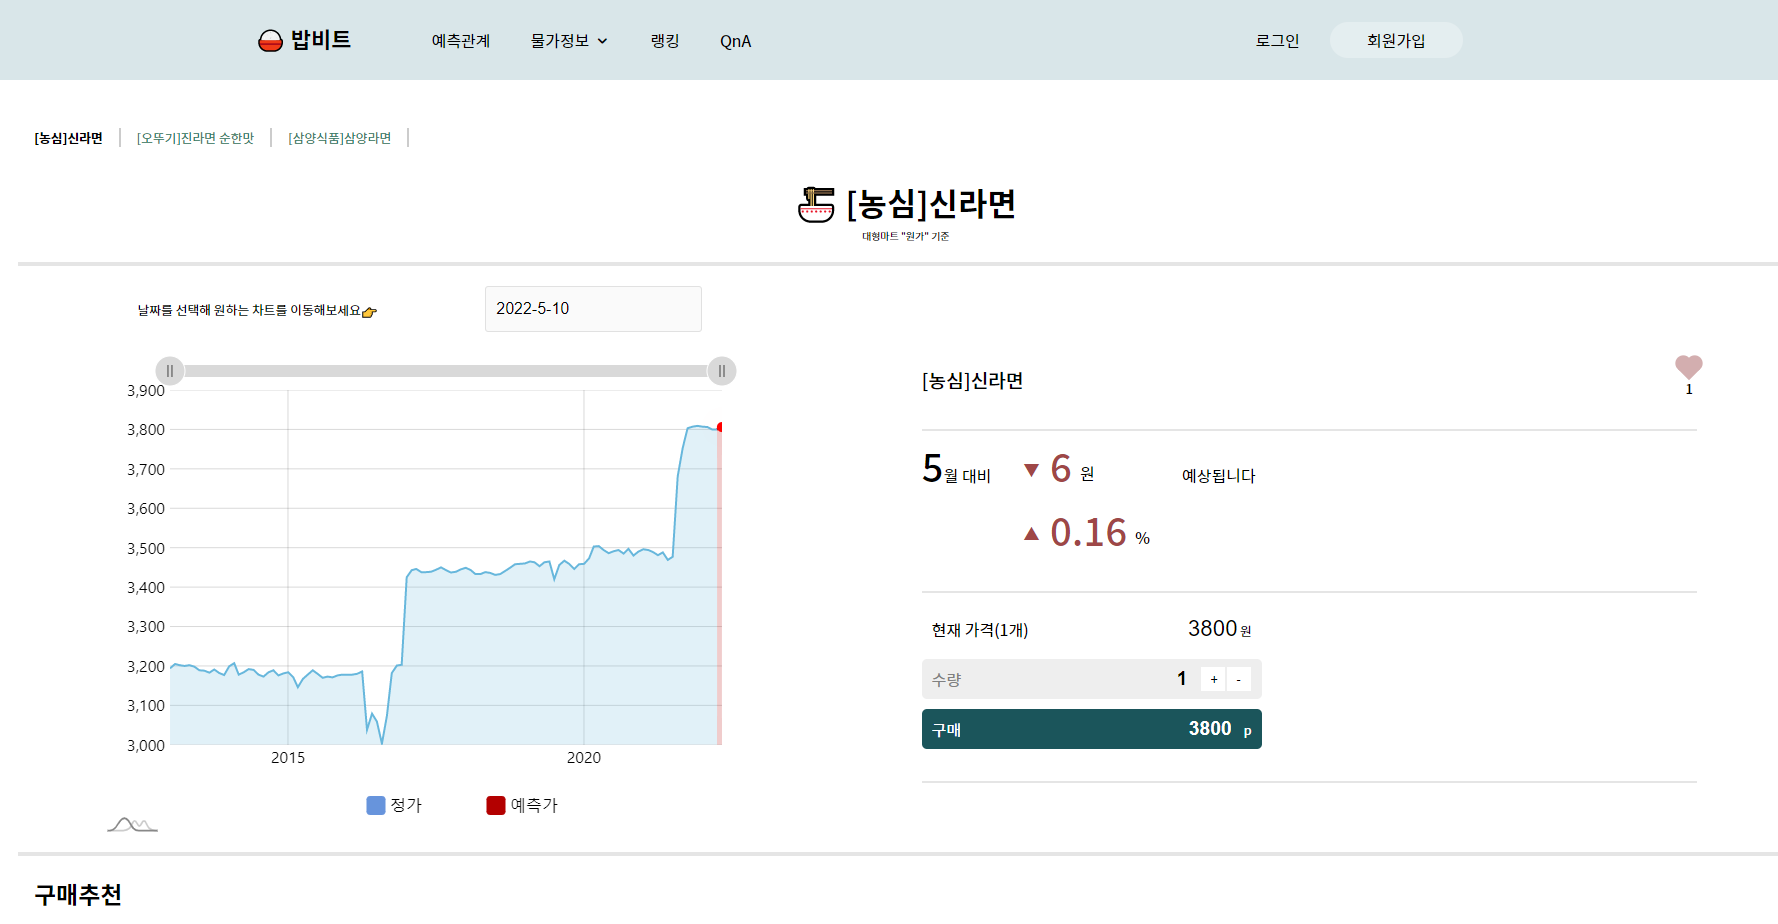 밥비트 예측관계 물가정보 랭킹 QnA 로그인 회원가입
[농심]신라면 [오뚜기]진라면 순한맛 [삼양식품]삼양라면
[농심]신라면
대형마트 "원가" 기준
날짜를 선택해 원하는 차트를 이동해보세요👉
2022-5-10
3,900
3,800
3,700
3,600
3,500
3,400
3,300
3,200
3,100
3,000
2015 2020
정가 예측가
[농심]신라면
1
5월 대비 ▼ 6 원 예상됩니다
▲ 0.16 %
현재 가격(1개) 3800 원
수량 1 + -
구매 3800 p
구매추천